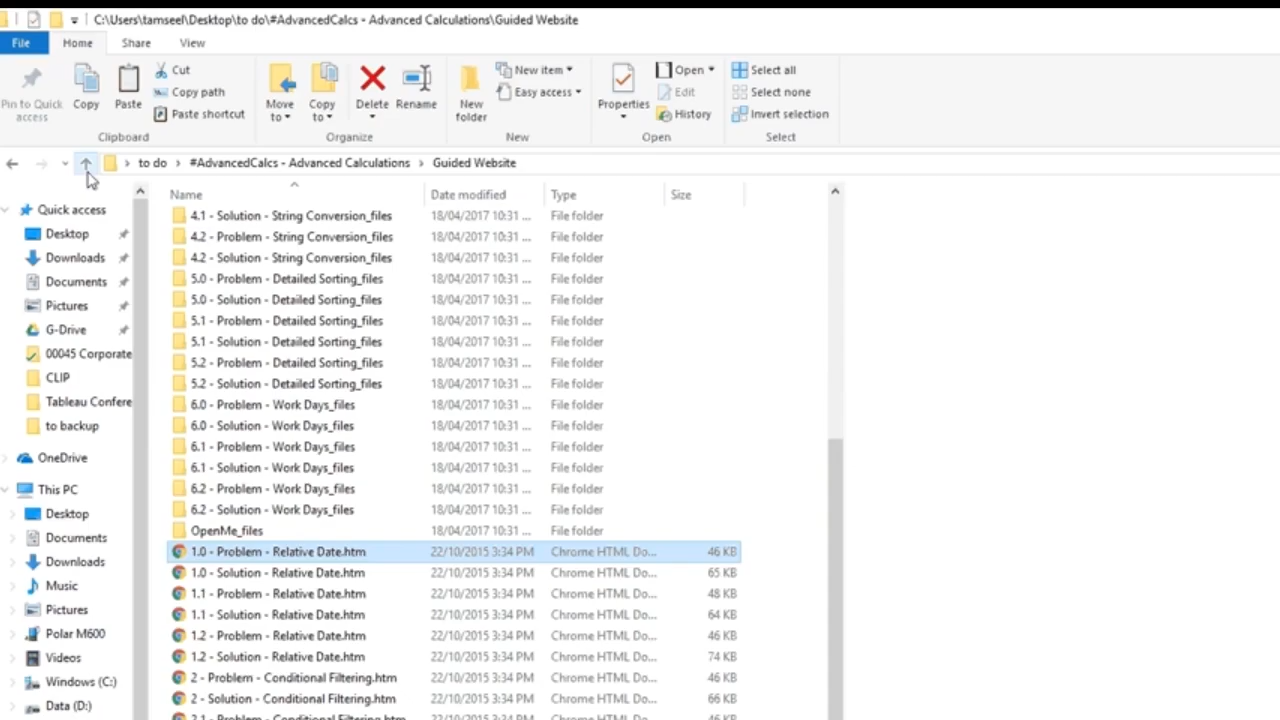 C:\Users\tamseel\Desktop\to do\#AdvancedCalcs - Advanced Calculations\Guided Website
File Home Share View
Pin to Quick access
Copy
Paste
Cut
Copy path
Paste shortcut
Clipboard
Move to
Copy to
Delete
Rename
Organize
New folder
New item
Easy access
New
Properties
Open
Edit
History
Open
Select all
Select none
Invert selection
Select
to do > #AdvancedCalcs - Advanced Calculations > Guided Website
Quick access
Desktop
Downloads
Documents
Pictures
G-Drive
00045 Corporate
CLIP
Tableau Confere
to backup
OneDrive
This PC
Desktop
Documents
Downloads
Music
Pictures
Polar M600
Videos
Windows (C:)
Data (D:)
Name Date modified Type Size
4.1 - Solution - String Conversion_files 18/04/2017 10:31 ... File folder
4.2 - Problem - String Conversion_files 18/04/2017 10:31 ... File folder
4.2 - Solution - String Conversion_files 18/04/2017 10:31 ... File folder
5.0 - Problem - Detailed Sorting_files 18/04/2017 10:31 ... File folder
5.0 - Solution - Detailed Sorting_files 18/04/2017 10:31 ... File folder
5.1 - Problem - Detailed Sorting_files 18/04/2017 10:31 ... File folder
5.1 - Solution - Detailed Sorting_files 18/04/2017 10:31 ... File folder
5.2 - Problem - Detailed Sorting_files 18/04/2017 10:31 ... File folder
5.2 - Solution - Detailed Sorting_files 18/04/2017 10:31 ... File folder
6.0 - Problem - Work Days_files 18/04/2017 10:31 ... File folder
6.0 - Solution - Work Days_files 18/04/2017 10:31 ... File folder
6.1 - Problem - Work Days_files 18/04/2017 10:31 ... File folder
6.1 - Solution - Work Days_files 18/04/2017 10:31 ... File folder
6.2 - Problem - Work Days_files 18/04/2017 10:31 ... File folder
6.2 - Solution - Work Days_files 18/04/2017 10:31 ... File folder
OpenMe_files 18/04/2017 10:31 ... File folder
1.0 - Problem - Relative Date.htm 22/10/2015 3:34 PM Chrome HTML Do... 46 KB
1.0 - Solution - Relative Date.htm 22/10/2015 3:34 PM Chrome HTML Do... 65 KB
1.1 - Problem - Relative Date.htm 22/10/2015 3:34 PM Chrome HTML Do... 48 KB
1.1 - Solution - Relative Date.htm 22/10/2015 3:34 PM Chrome HTML Do... 64 KB
1.2 - Problem - Relative Date.htm 22/10/2015 3:34 PM Chrome HTML Do... 46 KB
1.2 - Solution - Relative Date.htm 22/10/2015 3:34 PM Chrome HTML Do... 74 KB
2 - Problem - Conditional Filtering.htm 22/10/2015 3:34 PM Chrome HTML Do... 46 KB
2 - Solution - Conditional Filtering.htm 22/10/2015 3:34 PM Chrome HTML Do... 66 KB
2.1 - Problem - Conditional Filtering.htm 22/10/2015 3:34 PM Chrome HTML Do... 46 KB